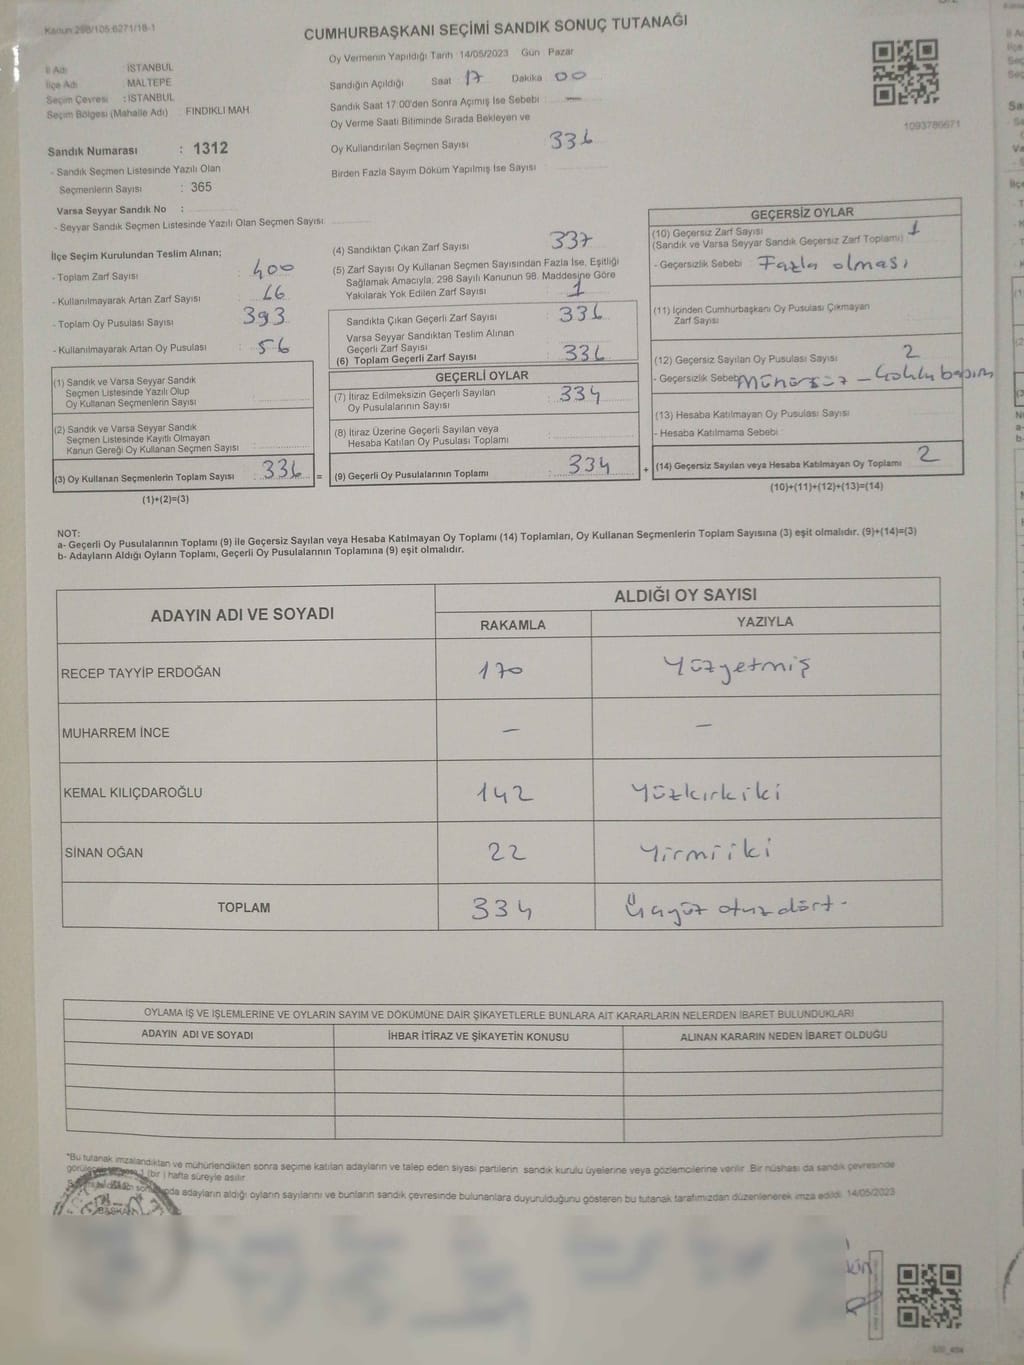 Kanun:298/105:6271/18-1
CUMHURBAŞKANI SEÇİMİ SANDIK SONUÇ TUTANAĞI
İl Adı : İSTANBUL
İlçe Adı : MALTEPE
Seçim Çevresi : İSTANBUL
Seçim Bölgesi (Mahalle Adı) FINDIKLI MAH.
Oy Vermenin Yapıldığı Tarih 14/05/2023 Gün Pazar
Sandığın Açıldığı Saat 17 Dakika 00
Sandık Saat 17:00'den Sonra Açımış İse Sebebi : —
Oy Verme Saati Bitiminde Sırada Bekleyen ve
Oy Kullandırılan Seçmen Sayısı 336
Birden Fazla Sayım Döküm Yapılmış İse Sayısı
1093786671
Sandık Numarası : 1312
- Sandık Seçmen Listesinde Yazılı Olan
Seçmenlerin Sayısı : 365
Varsa Seyyar Sandık No :
- Seyyar Sandık Seçmen Listesinde Yazılı Olan Seçmen Sayısı:
İlçe Seçim Kurulundan Teslim Alınan;
- Toplam Zarf Sayısı : 400
- Kullanılmayarak Artan Zarf Sayısı : 66
- Toplam Oy Pusulası Sayısı : 393
- Kullanılmayarak Artan Oy Pusulası : 56
(1) Sandık ve Varsa Seyyar Sandık
Seçmen Listesinde Yazılı Olup
Oy Kullanan Seçmenlerin Sayısı
(2) Sandık ve Varsa Seyyar Sandık
Seçmen Listesinde Kayıtlı Olmayan
Kanun Gereği Oy Kullanan Seçmen Sayısı
(3) Oy Kullanan Seçmenlerin Toplam Sayısı : 336 =
(1)+(2)=(3)
(4) Sandıktan Çıkan Zarf Sayısı 337
(5) Zarf Sayısı Oy Kullanan Seçmen Sayısından Fazla İse, Eşitliği
Sağlamak Amacıyla, 298 Sayılı Kanunun 98. Maddesine Göre
Yakılarak Yok Edilen Zarf Sayısı : 1
Sandıkta Çıkan Geçerli Zarf Sayısı : 336
Varsa Seyyar Sandıktan Teslim Alınan
Geçerli Zarf Sayısı
(6) Toplam Geçerli Zarf Sayısı : 336
GEÇERLİ OYLAR
(7) İtiraz Edilmeksizin Geçerli Sayılan
Oy Pusulalarının Sayısı : 334
(8) İtiraz Üzerine Geçerli Sayılan veya
Hesaba Katılan Oy Pusulası Toplamı
(9) Geçerli Oy Pusulalarının Toplamı : 334 +
GEÇERSİZ OYLAR
(10) Geçersiz Zarf Sayısı
(Sandık ve Varsa Seyyar Sandık Geçersiz Zarf Toplamı) 1
- Geçersizlik Sebebi Fazla olması
(11) İçinden Cumhurbaşkanı Oy Pusulası Çıkmayan
Zarf Sayısı
(12) Geçersiz Sayılan Oy Pusulası Sayısı 2
- Geçersizlik Sebebi Mühürsüz -
(13) Hesaba Katılmayan Oy Pusulası Sayısı
- Hesaba Katılmama Sebebi
(14) Geçersiz Sayılan veya Hesaba Katılmayan Oy Toplamı 2
(10)+(11)+(12)+(13)=(14)
NOT:
a- Geçerli Oy Pusulalarının Toplamı (9) ile Geçersiz Sayılan veya Hesaba Katılmayan Oy Toplamı (14) Toplamları, Oy Kullanan Seçmenlerin Toplam Sayısına (3) eşit olmalıdır. (9)+(14)=(3)
b- Adayların Aldığı Oyların Toplamı, Geçerli Oy Pusulalarının Toplamına (9) eşit olmalıdır.
ADAYIN ADI VE SOYADI
ALDIĞI OY SAYISI
RAKAMLA YAZIYLA
RECEP TAYYİP ERDOĞAN 170 Yüzyetmiş
MUHARREM İNCE — —
KEMAL KILIÇDAROĞLU 142 Yüzkırkiki
SİNAN OĞAN 22 Yirmiiki
TOPLAM 334 Üçyüz otuzdört-
OYLAMA İŞ VE İŞLEMLERİNE VE OYLARIN SAYIM VE DÖKÜMÜNE DAİR ŞİKAYETLERLE BUNLARA AİT KARARLARIN NELERDEN İBARET BULUNDUKLARI
ADAYIN ADI VE SOYADI İHBAR İTİRAZ VE ŞİKAYETİN KONUSU ALINAN KARARIN NEDEN İBARET OLDUĞU
*Bu tutanak imzalandıktan ve mühürlendikten sonra seçime katılan adayların ve talep eden siyasi partilerin sandık kurulu üyelerine veya gözlemcilerine verilir. Bir nüshası da sandık çevresinde
1 (bir) hafta süreyle asılır.
adayların aldığı oyların sayılarını ve bunların sandık çevresinde bulunanlara duyurulduğunu gösteren bu tutanak tarafımızdan düzenlenerek imza edildi. 14/05/2023
BAŞKAN